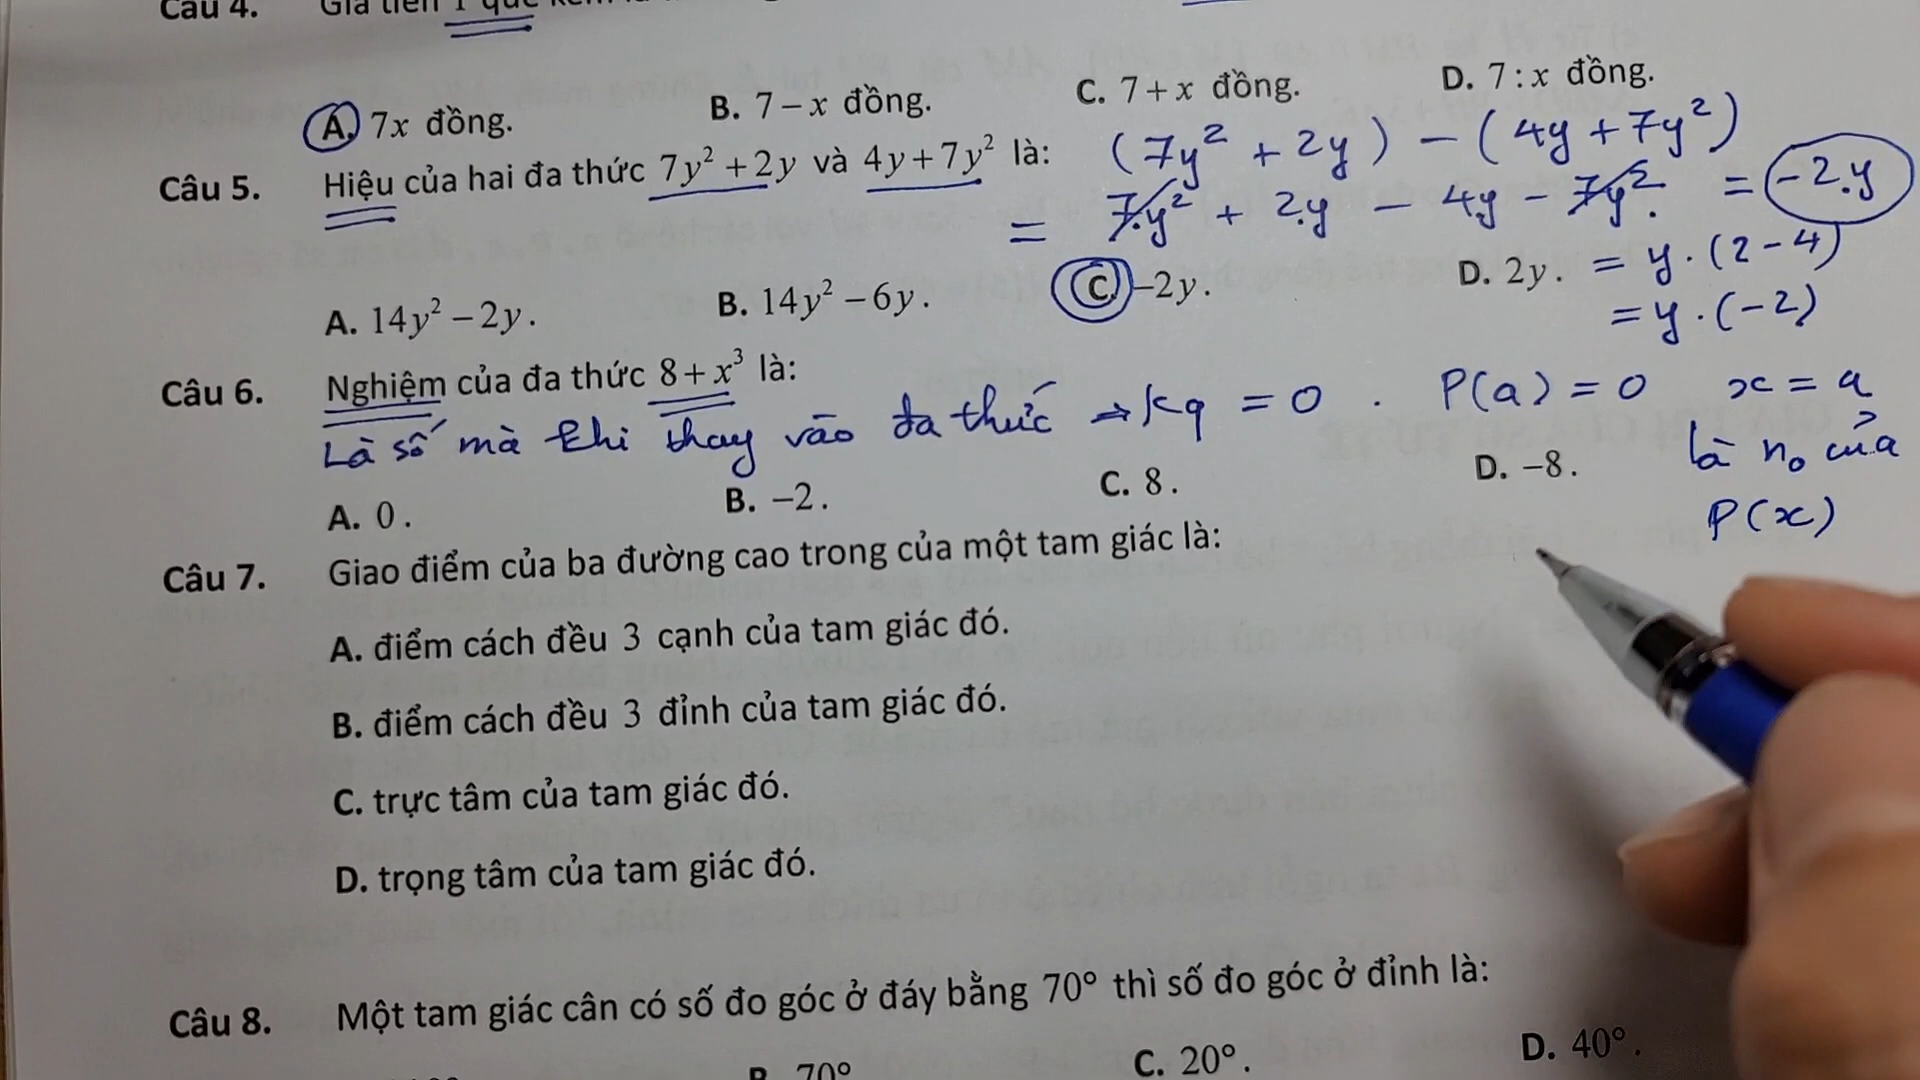 Câu 4. Giá tiền 1 que kem là
A. 7x đồng. B. 7 – x đồng. C. 7 + x đồng. D. 7 : x đồng.
Câu 5. Hiệu của hai đa thức 7y² + 2y và 4y + 7y² là: (7y² + 2y) – (4y + 7y²)
= 7.y² + 2.y – 4y – 7y². = -2.y
A. 14y² – 2y. B. 14y² – 6y. C. –2y. D. 2y. = y · (2 – 4)
= y · (-2)
Câu 6. Nghiệm của đa thức 8 + x³ là:
Là số mà khi thay vào đa thức → kq = 0 . P(a) = 0 x = a
là n₀ của
P(x)
A. 0. B. –2. C. 8. D. –8.
Câu 7. Giao điểm của ba đường cao trong của một tam giác là:
A. điểm cách đều 3 cạnh của tam giác đó.
B. điểm cách đều 3 đỉnh của tam giác đó.
C. trực tâm của tam giác đó.
D. trọng tâm của tam giác đó.
Câu 8. Một tam giác cân có số đo góc ở đáy bằng 70° thì số đo góc ở đỉnh là:
B. 70° C. 20°. D. 40°.